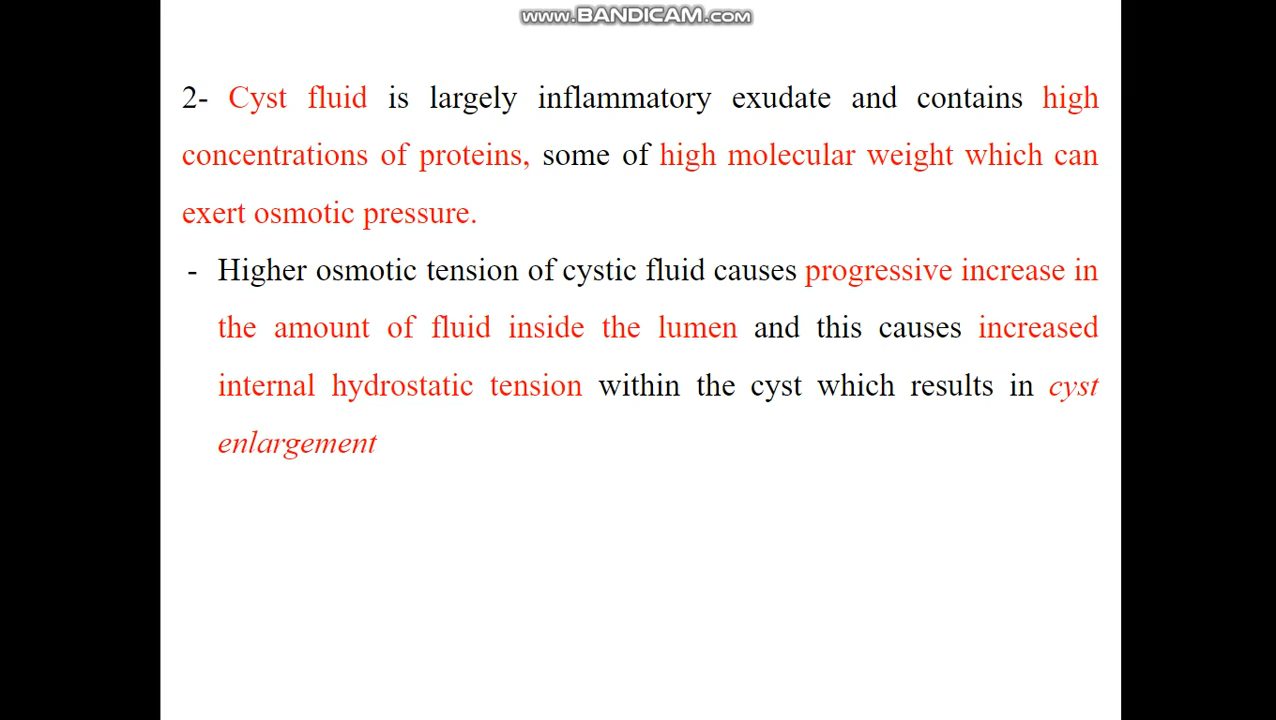 www.BANDICAM.com
2- Cyst fluid is largely inflammatory exudate and contains high
concentrations of proteins, some of high molecular weight which can
exert osmotic pressure.
- Higher osmotic tension of cystic fluid causes progressive increase in
the amount of fluid inside the lumen and this causes increased
internal hydrostatic tension within the cyst which results in cyst
enlargement